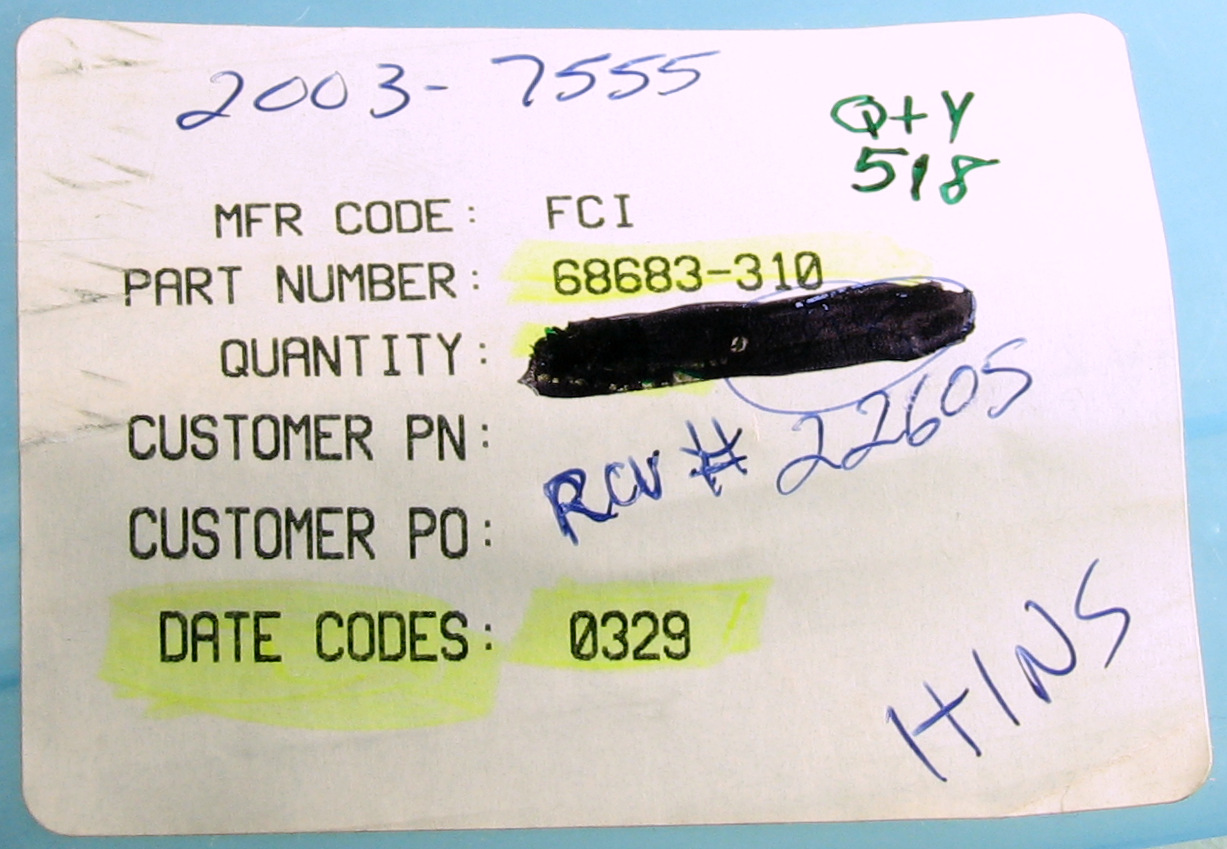 2003-7555
Qty
518
MFR CODE: FCI
PART NUMBER: 68683-310
QUANTITY:
CUSTOMER PN:
RCV # 22605
CUSTOMER PO:
DATE CODES: 0329
HINS